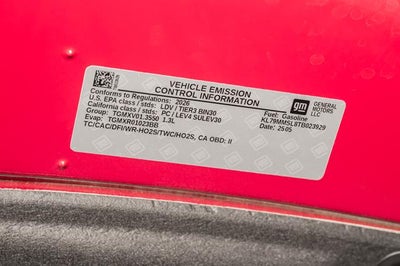 VEHICLE EMISSION
CONTROL INFORMATION
Conforms to Regulations: 2026
U.S. EPA class / stds: LDV / TIER3 BIN30
California class / stds: PC / LEV4 SULEV30
Group: TGMXV01.3550 1.3L
Evap: TGMXR01023BB
TC/CAC/DFI/WR-HO2S/TWC/HO2S, CA OBD: II
gm
GENERAL
MOTORS
LLC
Fuel: Gasoline
KL79MMSL8TB023929
Date: 2505